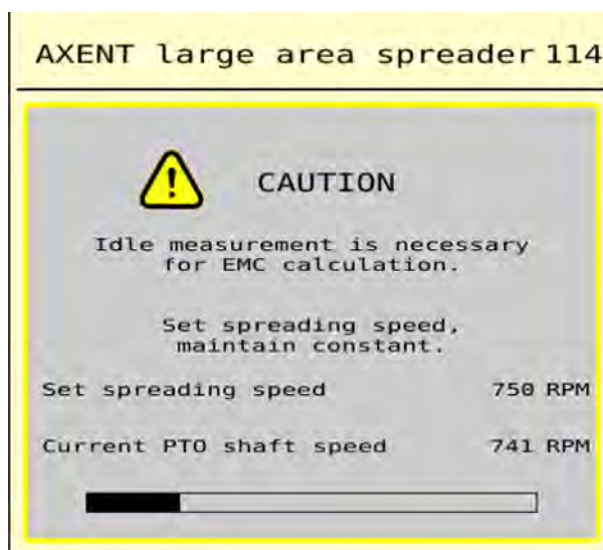 AXENT large area spreader 114
CAUTION
Idle measurement is necessary
for EMC calculation.
Set spreading speed,
maintain constant.
Set spreading speed 750 RPM
Current PTO shaft speed 741 RPM